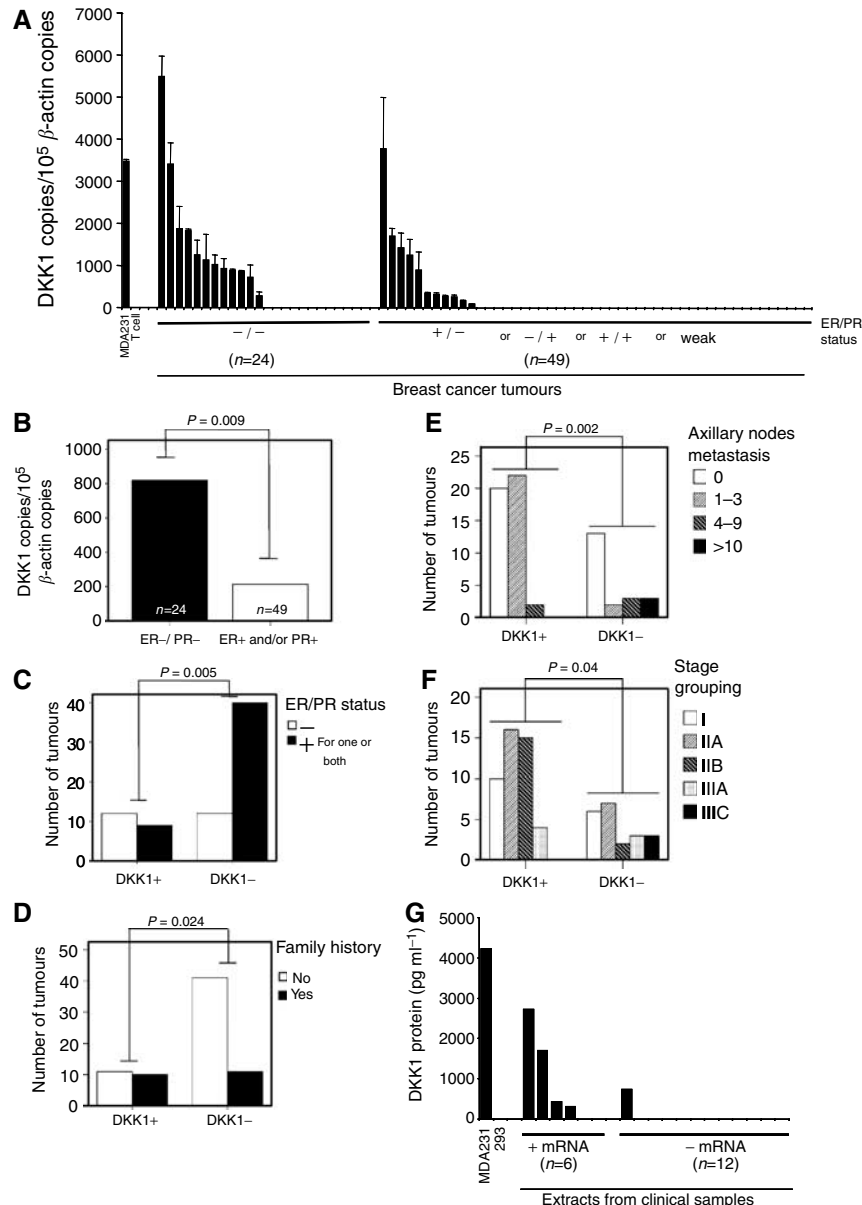 A
7000
6000
5000
4000
3000
2000
1000
0
DKK1 copies/10⁵ β-actin copies
MDA231
T cell
−/− +/− or −/+ or +/+ or weak
ER/PR status
(n=24) (n=49)
Breast cancer tumours
B
P = 0.009
1000
800
600
400
200
0
DKK1 copies/10⁵
β-actin copies
n=24 n=49
ER−/ PR− ER+ and/or PR+
C
P = 0.005
40
30
20
10
0
Number of tumours
DKK1+ DKK1−
ER/PR status
−
+ For one or
both
D
P = 0.024
50
40
30
20
10
0
Number of tumours
DKK1+ DKK1−
Family history
No
Yes
E
P = 0.002
25
20
15
10
5
0
Number of tumours
DKK1+ DKK1−
Axillary nodes
metastasis
0
1–3
4–9
>10
F
P = 0.04
20
15
10
5
0
Number of tumours
DKK1+ DKK1−
Stage
grouping
I
IIA
IIB
IIIA
IIIC
G
5000
4000
3000
2000
1000
0
DKK1 protein (pg ml⁻¹)
MDA231
293
+ mRNA
(n=6)
− mRNA
(n=12)
Extracts from clinical samples